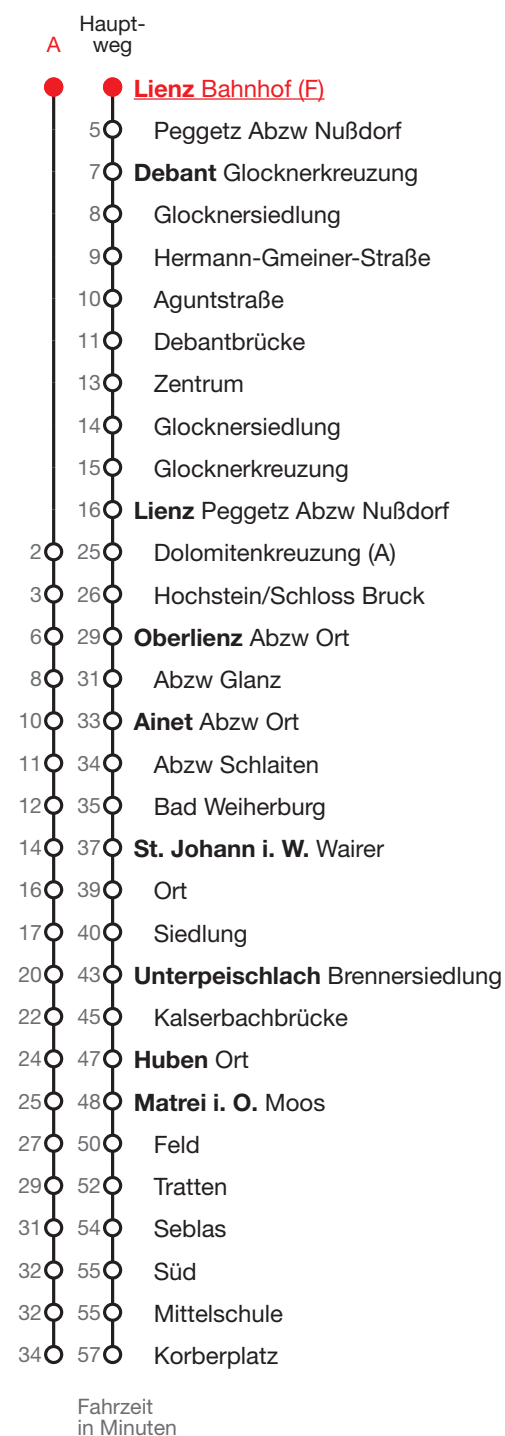 Haupt-
A weg
Lienz Bahnhof (F)
5 Peggetz Abzw Nußdorf
7 Debant Glocknerkreuzung
8 Glocknersiedlung
9 Hermann-Gmeiner-Straße
10 Aguntstraße
11 Debantbrücke
13 Zentrum
14 Glocknersiedlung
15 Glocknerkreuzung
16 Lienz Peggetz Abzw Nußdorf
2 25 Dolomitenkreuzung (A)
3 26 Hochstein/Schloss Bruck
6 29 Oberlienz Abzw Ort
8 31 Abzw Glanz
10 33 Ainet Abzw Ort
11 34 Abzw Schlaiten
12 35 Bad Weiherburg
14 37 St. Johann i. W. Wairer
16 39 Ort
17 40 Siedlung
20 43 Unterpeischlach Brennersiedlung
22 45 Kalserbachbrücke
24 47 Huben Ort
25 48 Matrei i. O. Moos
27 50 Feld
29 52 Tratten
31 54 Seblas
32 55 Süd
32 55 Mittelschule
34 57 Korberplatz
Fahrzeit
in Minuten